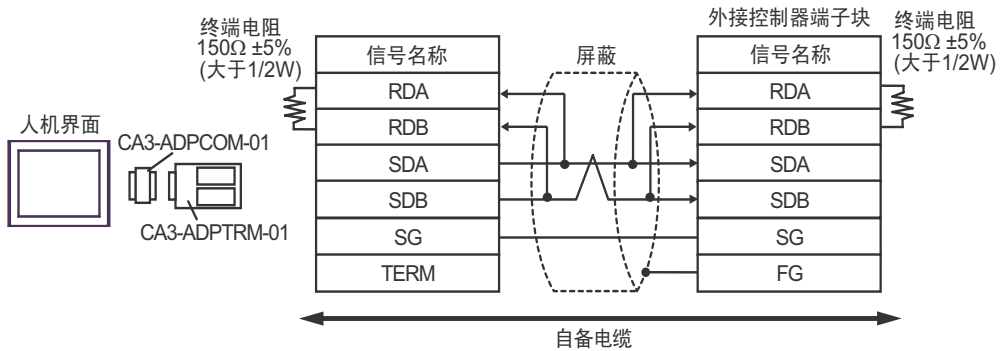 外接控制器端子块
终端电阻
150Ω ±5%
(大于1/2W)
信号名称
RDA
RDB
SDA
SDB
SG
TERM
屏蔽
信号名称
RDA
RDB
SDA
SDB
SG
FG
终端电阻
150Ω ±5%
(大于1/2W)
人机界面
CA3-ADPCOM-01
CA3-ADPTRM-01
自备电缆